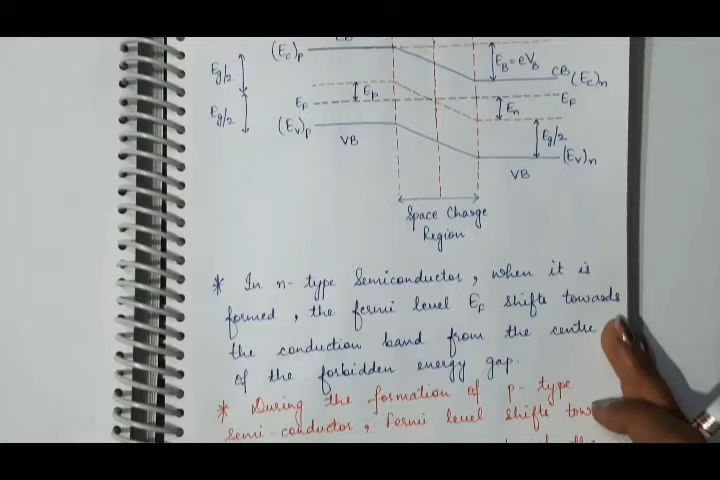 (Ec)p
EB = eVB
CB (Ec)n
Eg/2
Ep
EF
EF
Eg/2
En
(Ev)p
Eg/2
VB
(Ev)n
VB
Space Charge
Region
* In n-type Semiconductor, when it is
formed, the fermi level EF shifts towards
the conduction band from the centre
of the forbidden energy gap.
* During the formation of p-type
Semi-conductor, Fermi level shifts tow